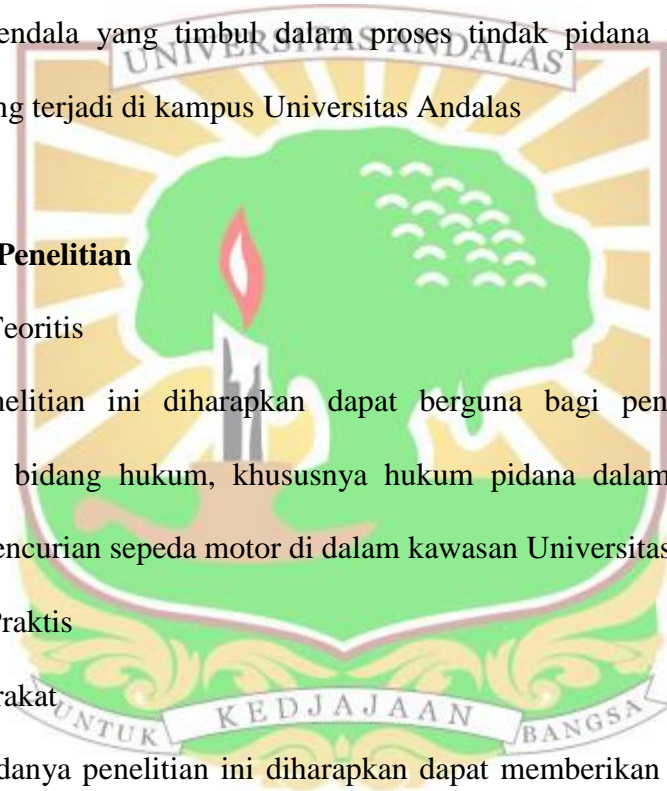 endala yang timbul dalam proses tindak pidana
UNIVERSITAS ANDALAS
ng terjadi di kampus Universitas Andalas
Penelitian
Teoritis
nelitian ini diharapkan dapat berguna bagi pen
bidang hukum, khususnya hukum pidana dalam
encurian sepeda motor di dalam kawasan Universitas
Praktis
rakat
UNTUK KEDJAJAAN BANGSA
danya penelitian ini diharapkan dapat memberikan